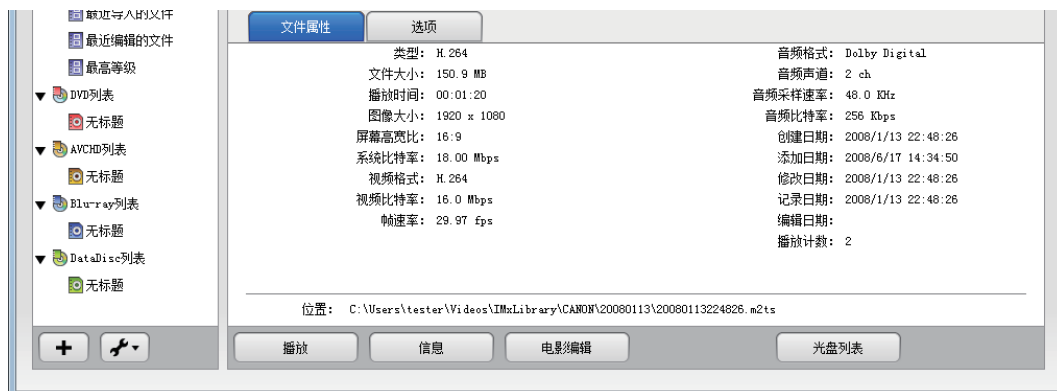 最近导入的文件
最近编辑的文件
最高等级
DVD列表
无标题
AVCHD列表
无标题
Blu-ray列表
无标题
DataDisc列表
无标题
文件属性
选项
类型: H.264
文件大小: 150.9 MB
播放时间: 00:01:20
图像大小: 1920 x 1080
屏幕高宽比: 16:9
系统比特率: 18.00 Mbps
视频格式: H.264
视频比特率: 16.0 Mbps
帧速率: 29.97 fps
音频格式: Dolby Digital
音频声道: 2 ch
音频采样速率: 48.0 KHz
音频比特率: 256 Kbps
创建日期: 2008/1/13 22:48:26
添加日期: 2008/6/17 14:34:50
修改日期: 2008/1/13 22:48:26
记录日期: 2008/1/13 22:48:26
编辑日期:
播放计数: 2
位置: C:\Users\tester\Videos\IMxLibrary\CANON\20080113\20080113224826.m2ts
播放
信息
电影编辑
光盘列表